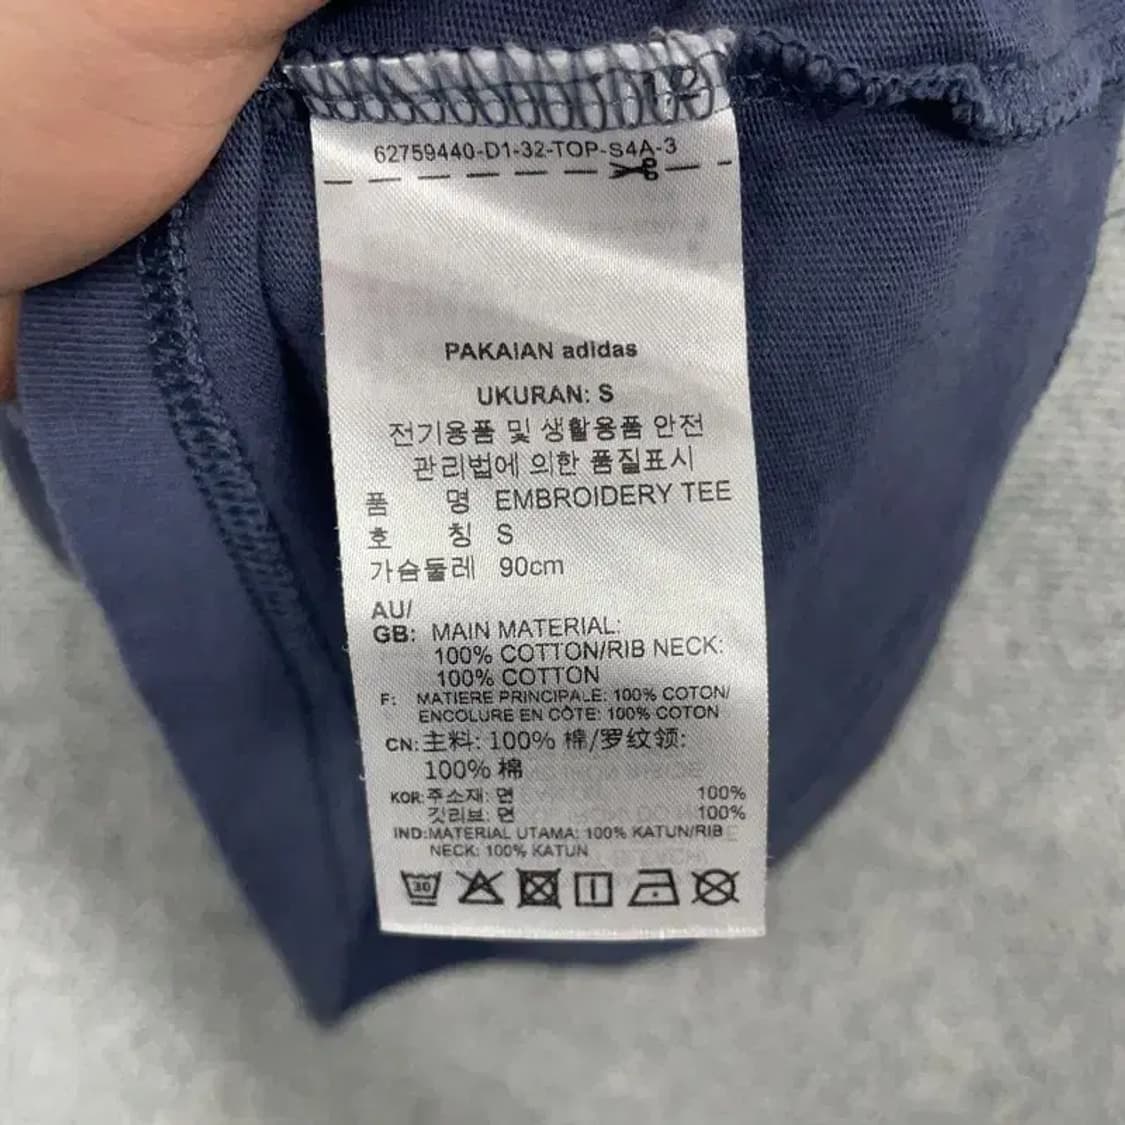 62759440-D1-32-TOP-S4A-3
PAKAIAN adidas
UKURAN: S
전기용품 및 생활용품 안전
관리법에 의한 품질표시
품 명 EMBROIDERY TEE
호 칭 S
가슴둘레 90cm
AU/
GB: MAIN MATERIAL:
100% COTTON/RIB NECK:
100% COTTON
F: MATIERE PRINCIPALE: 100% COTON/
ENCOLURE EN CÔTE: 100% COTON
CN: 主料: 100% 棉/罗纹领:
100% 棉
KOR: 주소재: 면 100%
깃리브: 면 100%
IND: MATERIAL UTAMA: 100% KATUN/RIB
NECK: 100% KATUN
30